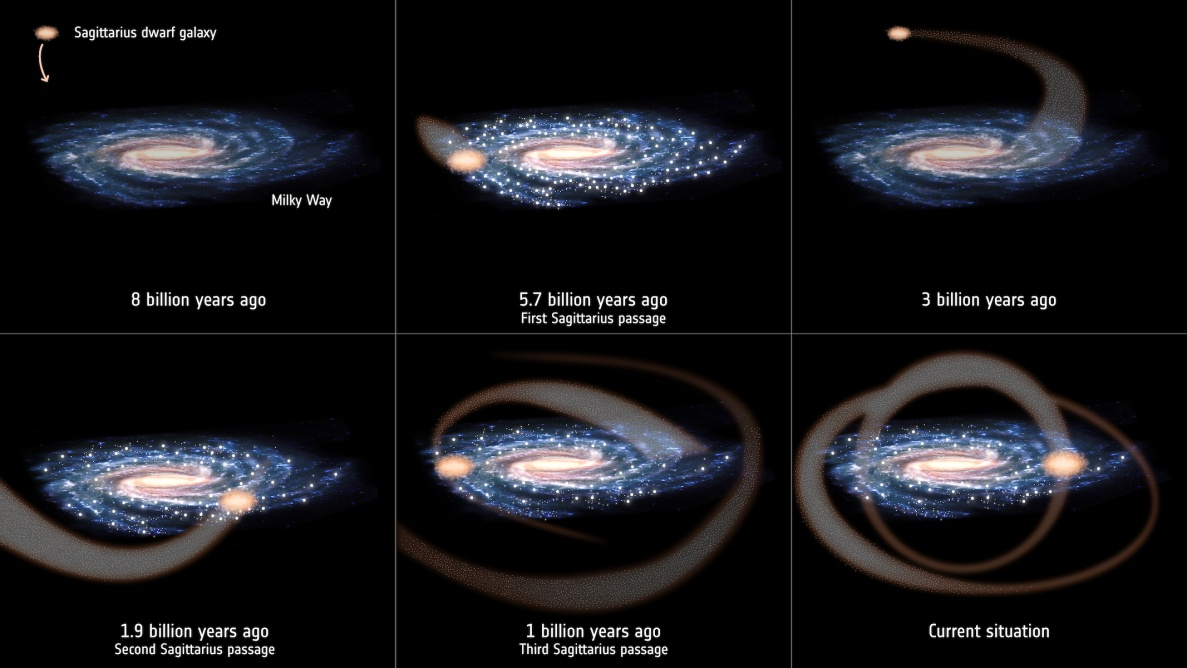 Sagittarius dwarf galaxy
Milky Way
8 billion years ago
5.7 billion years ago
First Sagittarius passage
3 billion years ago
1.9 billion years ago
Second Sagittarius passage
1 billion years ago
Third Sagittarius passage
Current situation